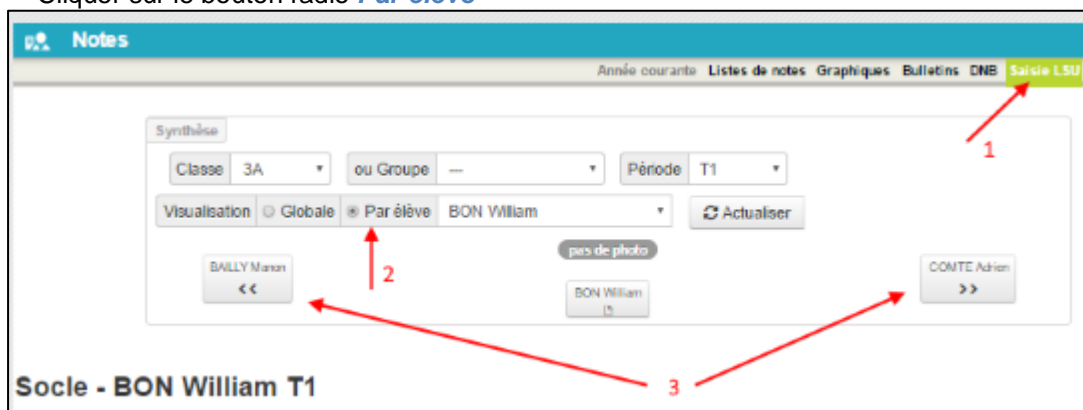 Cliquer sur le bouton radio Par élève
Notes
Année courante Listes de notes Graphiques Bulletins DNB Saisie LSU
1
Synthèse
Classe 3A ou Groupe --- Période T1
Visualisation Globale Par élève BON William Actualiser
2
pas de photo
BAILLY Manon
<<
BON William
COMTE Adrien
>>
3
Socle - BON William T1